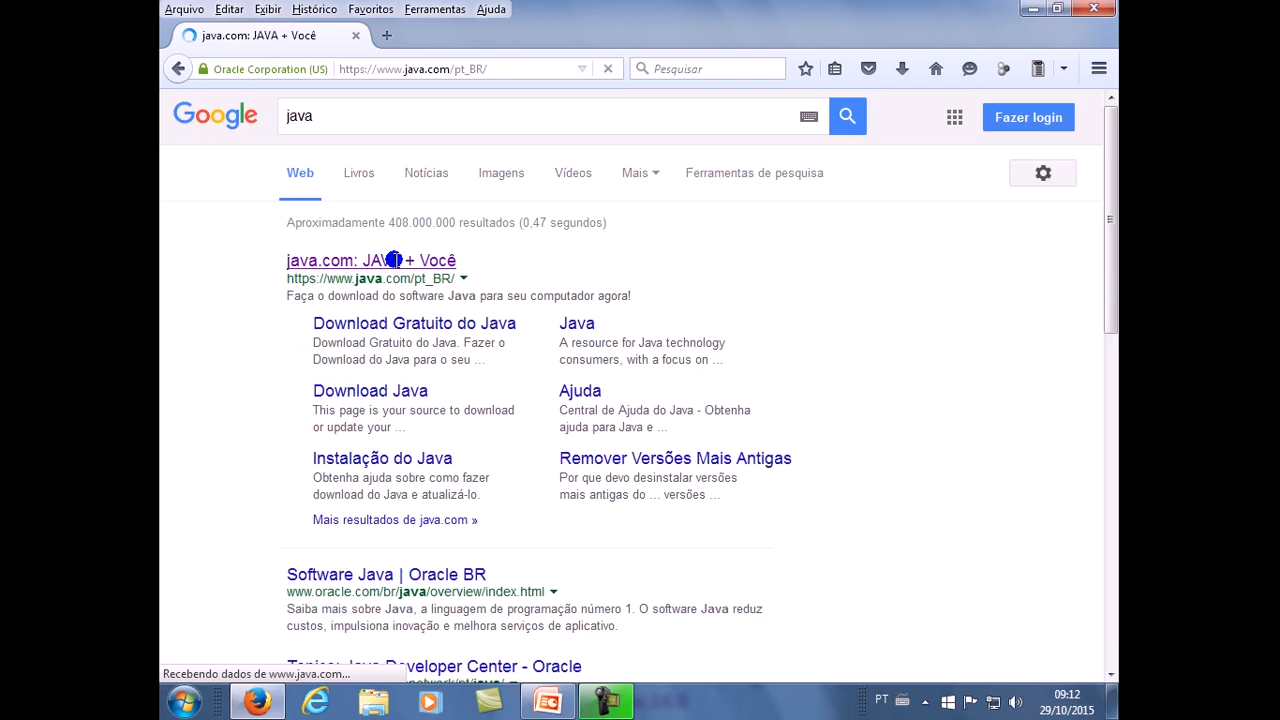 Arquivo Editar Exibir Histórico Favoritos Ferramentas Ajuda
java.com: JAVA + Você
Oracle Corporation (US) https://www.java.com/pt_BR/ Pesquisar
Google java Fazer login
Web Livros Notícias Imagens Vídeos Mais Ferramentas de pesquisa
Aproximadamente 408.000.000 resultados (0,47 segundos)
java.com: JAVA + Você
https://www.java.com/pt_BR/
Faça o download do software Java para seu computador agora!
Download Gratuito do Java
Download Gratuito do Java. Fazer o
Download do Java para o seu ...
Java
A resource for Java technology
consumers, with a focus on ...
Download Java
This page is your source to download
or update your ...
Ajuda
Central de Ajuda do Java - Obtenha
ajuda para Java e ...
Instalação do Java
Obtenha ajuda sobre como fazer
download do Java e atualizá-lo.
Remover Versões Mais Antigas
Por que devo desinstalar versões
mais antigas do ... versões ...
Mais resultados de java.com »
Software Java | Oracle BR
www.oracle.com/br/java/overview/index.html
Saiba mais sobre Java, a linguagem de programação número 1. O software Java reduz
custos, impulsiona inovação e melhora serviços de aplicativo.
Java Developer Center - Oracle
Recebendo dados de www.java.com...
PT
09:12
29/10/2015